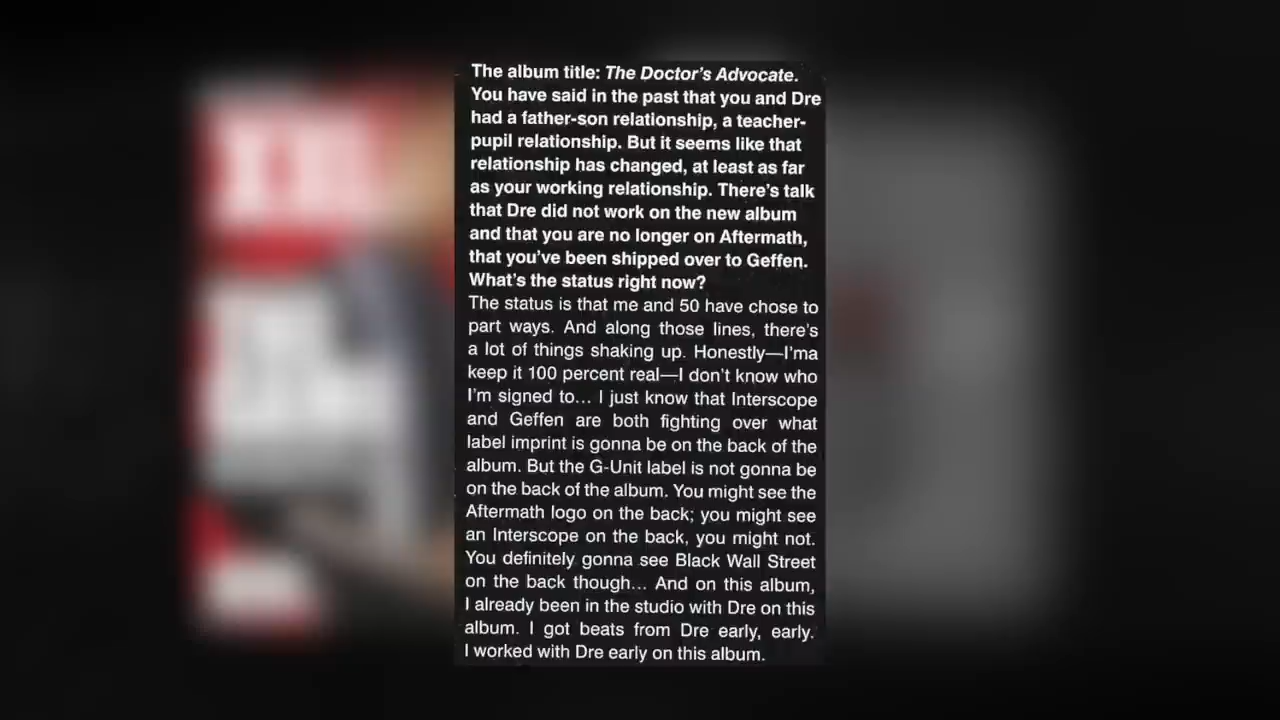 The album title: The Doctor's Advocate.
You have said in the past that you and Dre
had a father-son relationship, a teacher-
pupil relationship. But it seems like that
relationship has changed, at least as far
as your working relationship. There's talk
that Dre did not work on the new album
and that you are no longer on Aftermath,
that you've been shipped over to Geffen.
What's the status right now?
The status is that me and 50 have chose to
part ways. And along those lines, there's
a lot of things shaking up. Honestly—I'ma
keep it 100 percent real—I don't know who
I'm signed to... I just know that Interscope
and Geffen are both fighting over what
label imprint is gonna be on the back of the
album. But the G-Unit label is not gonna be
on the back of the album. You might see the
Aftermath logo on the back; you might see
an Interscope on the back, you might not.
You definitely gonna see Black Wall Street
on the back though... And on this album,
I already been in the studio with Dre on this
album. I got beats from Dre early, early.
I worked with Dre early on this album.